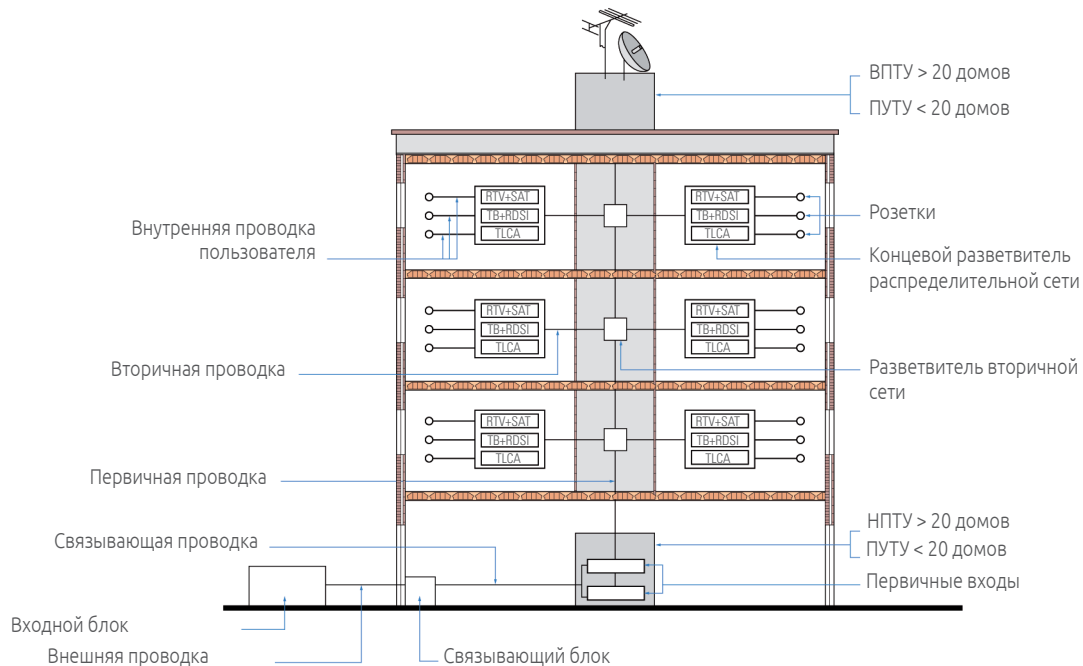 ВПТУ > 20 домов
ПУТУ < 20 домов
RTV+SAT
TB+RDSI
TLCA
RTV+SAT
TB+RDSI
TLCA
Внутренняя проводка
пользователя
Розетки
Концевой разветвитель
распределительной сети
RTV+SAT
TB+RDSI
TLCA
RTV+SAT
TB+RDSI
TLCA
Вторичная проводка
Разветвитель вторичной
сети
RTV+SAT
TB+RDSI
TLCA
RTV+SAT
TB+RDSI
TLCA
Первичная проводка
НПТУ > 20 домов
ПУТУ < 20 домов
Первичные входы
Связывающая проводка
Входной блок
Внешняя проводка
Связывающий блок